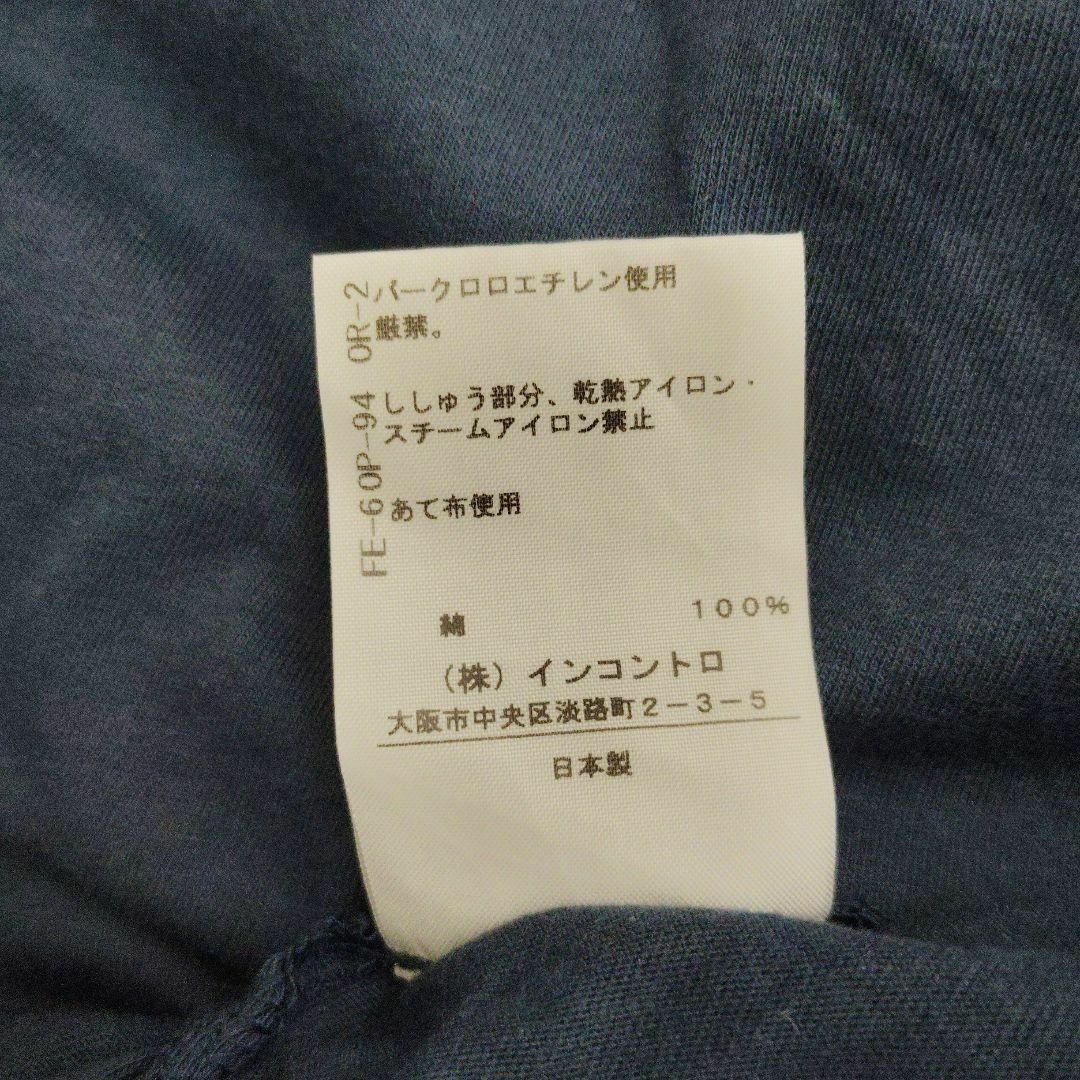 パークロロエチレン使用
厳禁。
ししゅう部分、乾熱アイロン・
スチームアイロン禁止
あて布使用
綿 100%
(株)インコントロ
大阪市中央区淡路町2-3-5
日本製
FE-60P-94 OR-2